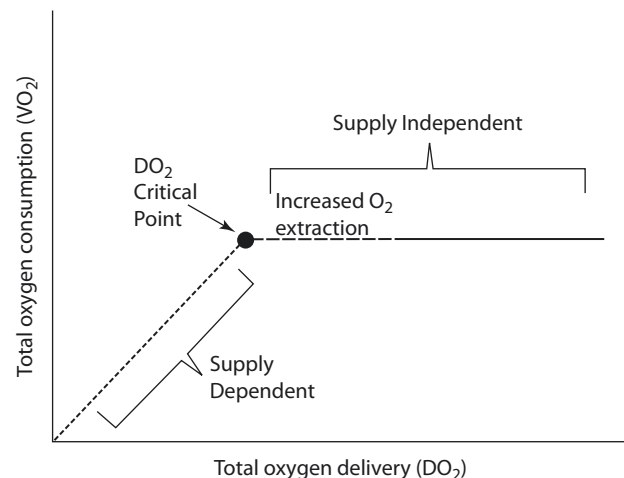 Total oxygen consumption (VO₂)
Supply Independent
DO₂
Critical
Point
Increased O₂
extraction
Supply
Dependent
Total oxygen delivery (DO₂)